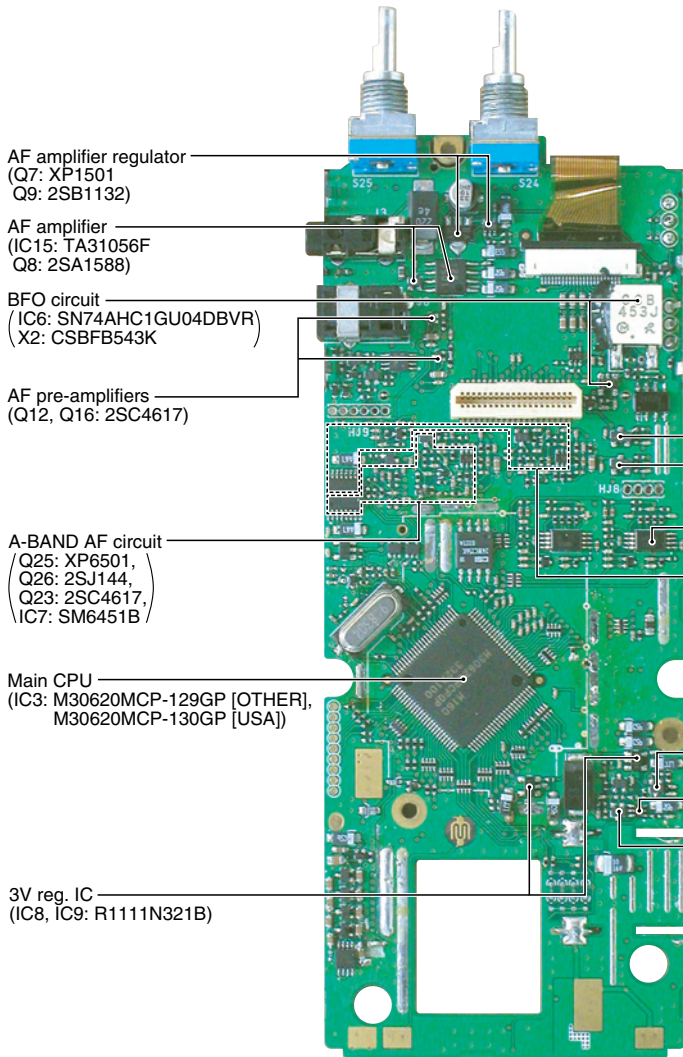 AF amplifier regulator
(Q7: XP1501
Q9: 2SB1132)
AF amplifier
(IC15: TA31056F
Q8: 2SA1588)
BFO circuit
(IC6: SN74AHC1GU04DBVR
X2: CSBFB543K)
AF pre-amplifiers
(Q12, Q16: 2SC4617)
A-BAND AF circuit
(Q25: XP6501,
Q26: 2SJ144,
Q23: 2SC4617,
IC7: SM6451B)
Main CPU
(IC3: M30620MCP-129GP [OTHER],
M30620MCP-130GP [USA])
3V reg. IC
(IC8, IC9: R1111N321B)
S25
S24
453J
HJ8